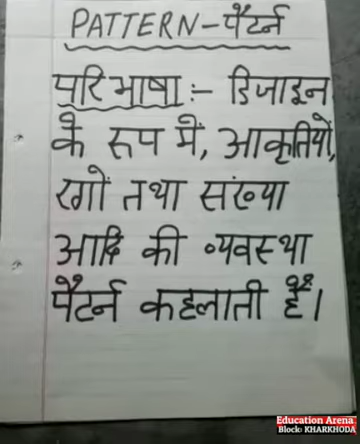 PATTERN-पैटर्न
परिभाषा :- डिजाइन
के रूप में, आकृतियों,
रंगों तथा संख्या
आदि की व्यवस्था
पैटर्न कहलाती हैं।
Education Arena
Block: KHARKHODA